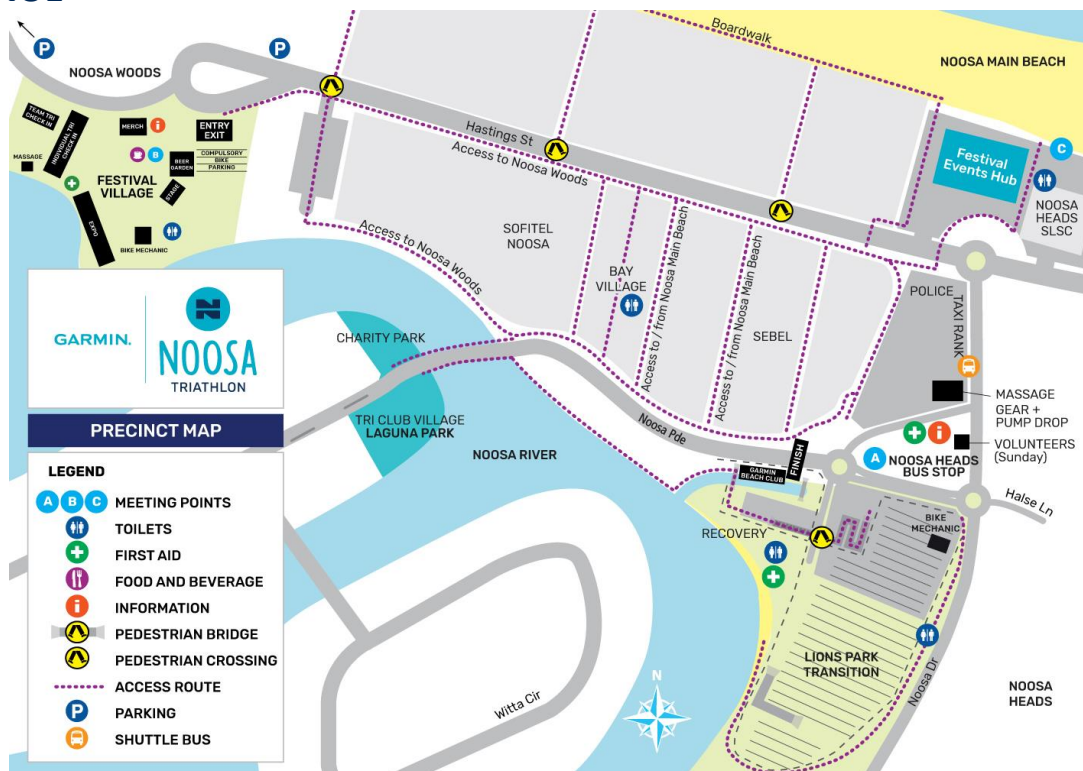 Boardwalk
NOOSA MAIN BEACH
P
P
NOOSA WOODS
TEAM TRI
CHECK IN
INDIVIDUAL TRI
CHECK IN
MERCH
i
ENTRY
EXIT
COMPULSORY
BIKE
PARKING
MASSAGE
B
BEER
GARDEN
STAGE
FESTIVAL
VILLAGE
EXPO
BIKE MECHANIC
Hastings St
Access to Noosa Woods
Festival
Events Hub
C
NOOSA
HEADS
SLSC
SOFITEL
NOOSA
Access to Noosa Woods
BAY
VILLAGE
Access to / from Noosa Main Beach
Access to / from Noosa Main Beach
SEBEL
POLICE
TAXI RANK
MASSAGE
GEAR +
PUMP DROP
VOLUNTEERS
(Sunday)
i
A
NOOSA HEADS
BUS STOP
Halse Ln
GARMIN.
NOOSA
TRIATHLON
CHARITY PARK
TRI CLUB VILLAGE
LAGUNA PARK
NOOSA RIVER
Noosa Pde
GARMIN
BEACH CLUB
FINISH
RECOVERY
BIKE
MECHANIC
LIONS PARK
TRANSITION
Noosa Dr
NOOSA
HEADS
Witta Cir
N
PRECINCT MAP
LEGEND
A B C MEETING POINTS
TOILETS
FIRST AID
FOOD AND BEVERAGE
i INFORMATION
PEDESTRIAN BRIDGE
PEDESTRIAN CROSSING
ACCESS ROUTE
P PARKING
SHUTTLE BUS